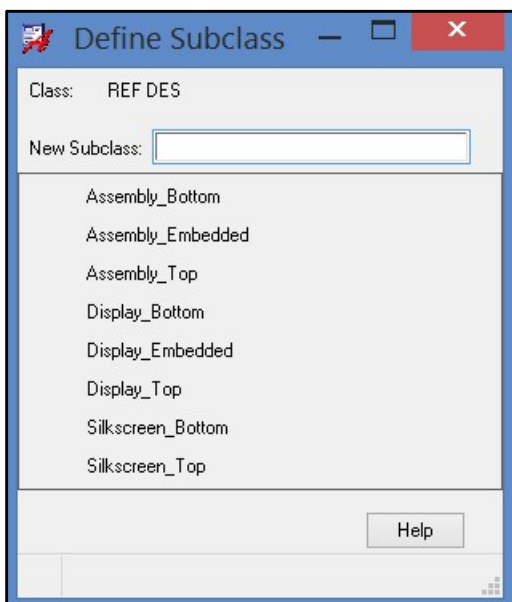 Define Subclass
Class: REF DES
New Subclass:
Assembly_Bottom
Assembly_Embedded
Assembly_Top
Display_Bottom
Display_Embedded
Display_Top
Silkscreen_Bottom
Silkscreen_Top
Help